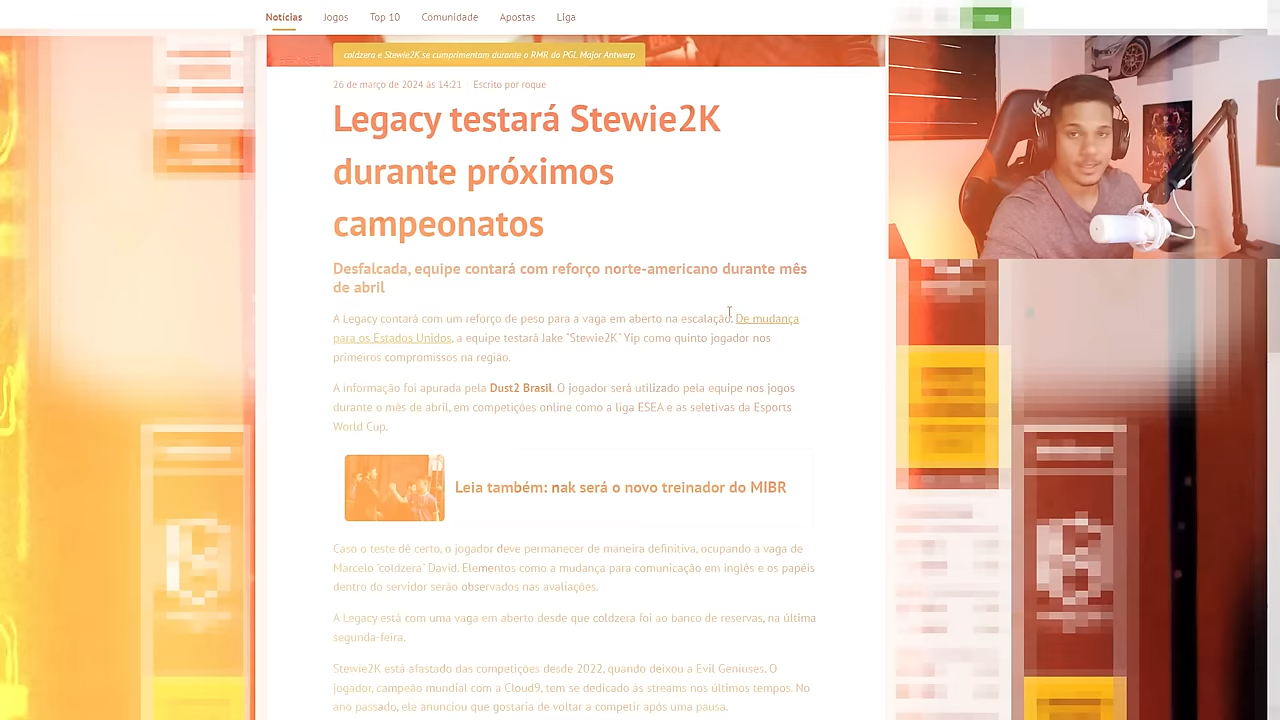 Notícias Jogos Top 10 Comunidade Apostas Liga
coldzera e Stewie2K se cumprimentam durante o RMR do PGL Major Antwerp
26 de março de 2024 às 14:21 Escrito por roque
Legacy testará Stewie2K
durante próximos
campeonatos
Desfalcada, equipe contará com reforço norte-americano durante mês
de abril
A Legacy contará com um reforço de peso para a vaga em aberto na escalação. De mudança
para os Estados Unidos, a equipe testará Jake "Stewie2K" Yip como quinto jogador nos
primeiros compromissos na região.
A informação foi apurada pela Dust2 Brasil. O jogador será utilizado pela equipe nos jogos
durante o mês de abril, em competições online como a liga ESEA e as seletivas da Esports
World Cup.
Leia também: nak será o novo treinador do MIBR
Caso o teste dê certo, o jogador deve permanecer de maneira definitiva, ocupando a vaga de
Marcelo "coldzera" David. Elementos como a mudança para comunicação em inglês e os papéis
dentro do servidor serão observados nas avaliações.
A Legacy está com uma vaga em aberto desde que coldzera foi ao banco de reservas, na última
segunda-feira.
Stewie2K está afastado das competições desde 2022, quando deixou a Evil Geniuses. O
jogador, campeão mundial com a Cloud9, tem se dedicado às streams nos últimos tempos. No
ano passado, ele anunciou que gostaria de voltar a competir após uma pausa.